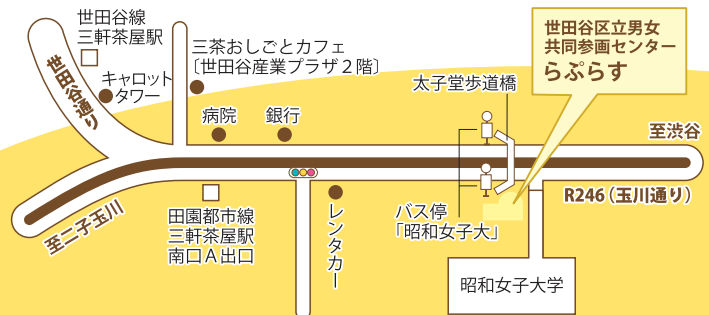 世田谷線
三軒茶屋駅
世田谷通り
キャロット
タワー
三茶おしごとカフェ
〔世田谷産業プラザ２階〕
病院
銀行
太子堂歩道橋
世田谷区立男女
共同参画センター
らぷらす
至渋谷
R246（玉川通り）
至二子玉川
田園都市線
三軒茶屋駅
南口Ａ出口
レンタカー
バス停
「昭和女子大」
昭和女子大学